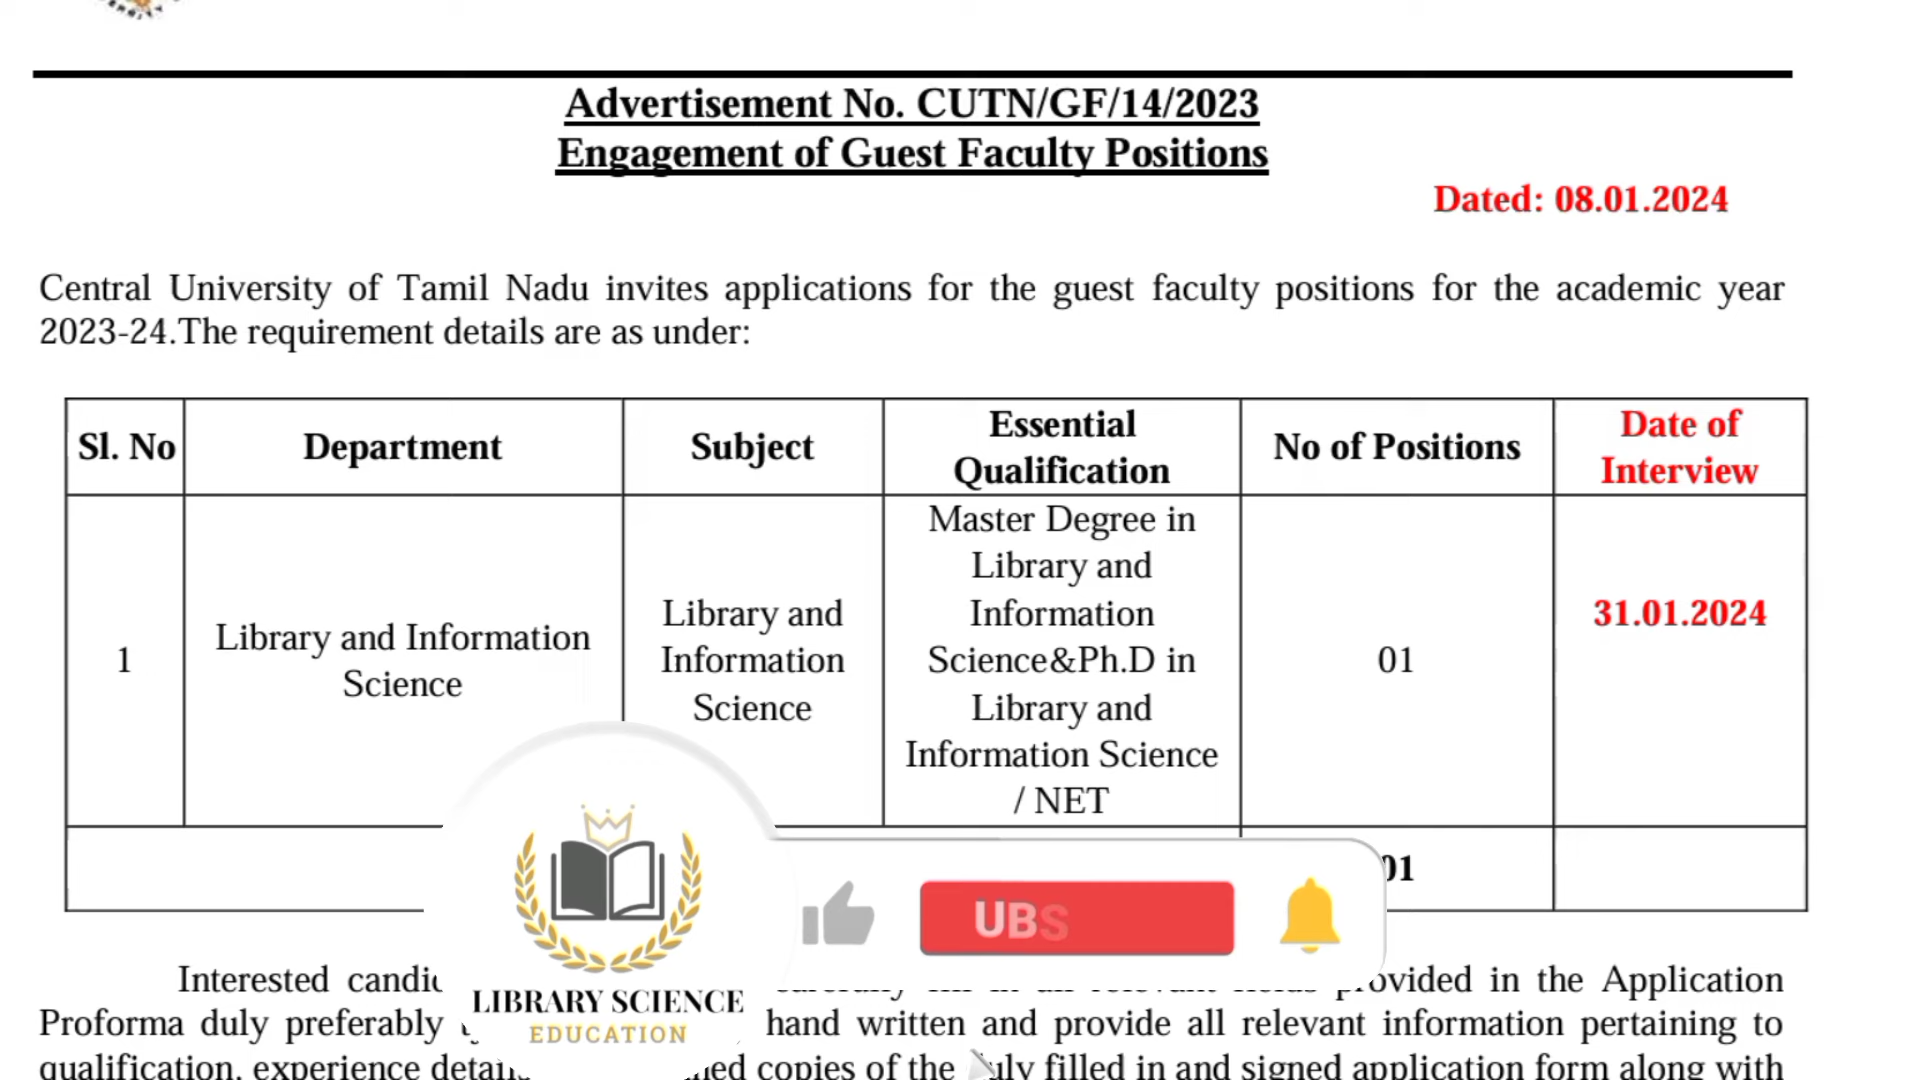 Advertisement No. CUTN/GF/14/2023
Engagement of Guest Faculty Positions
Dated: 08.01.2024
Central University of Tamil Nadu invites applications for the guest faculty positions for the academic year
2023-24.The requirement details are as under:
Sl. No
Department
Subject
Essential
Qualification
No of Positions
Date of
Interview
1
Library and Information
Science
Library and
Information
Science
Master Degree in
Library and
Information
Science&Ph.D in
Library and
Information Science
/ NET
01
31.01.2024
01
UBS
Interested in the Application
Proforma duly preferably hand written and provide all relevant information pertaining to
qualification, experience copies of the filled in and signed application form along with
LIBRARY SCIENCE
EDUCATION